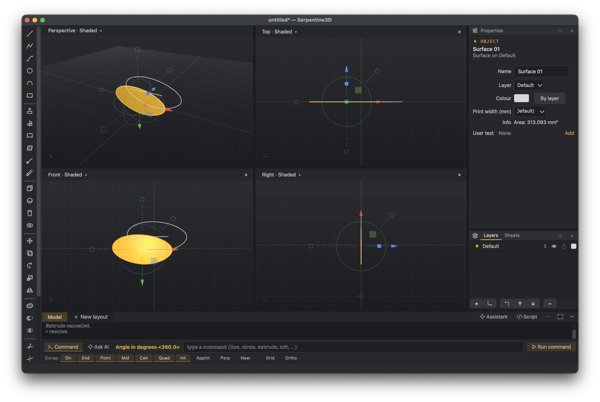 untitled* — Serpentine3D
Perspective · Shaded
Top · Shaded
Front · Shaded
Right · Shaded
Properties
OBJECT
Surface 01
Surface on Default
Name Surface 01
Layer Default
Colour By layer
Print width (mm) Default)
Info Area: 313.093 mm²
User text None Add
Layers Sheets
Default 3
Model + New layout
Assistant </>Script
Extrude cancelled.
> revolve
>_ Command Ask AI Angle in degrees <360.0> type a command (line, circle, extrude, loft, ...) Run command
Osnap: On End Point Mid Cen Quad Int AppInt Perp Near Grid Ortho